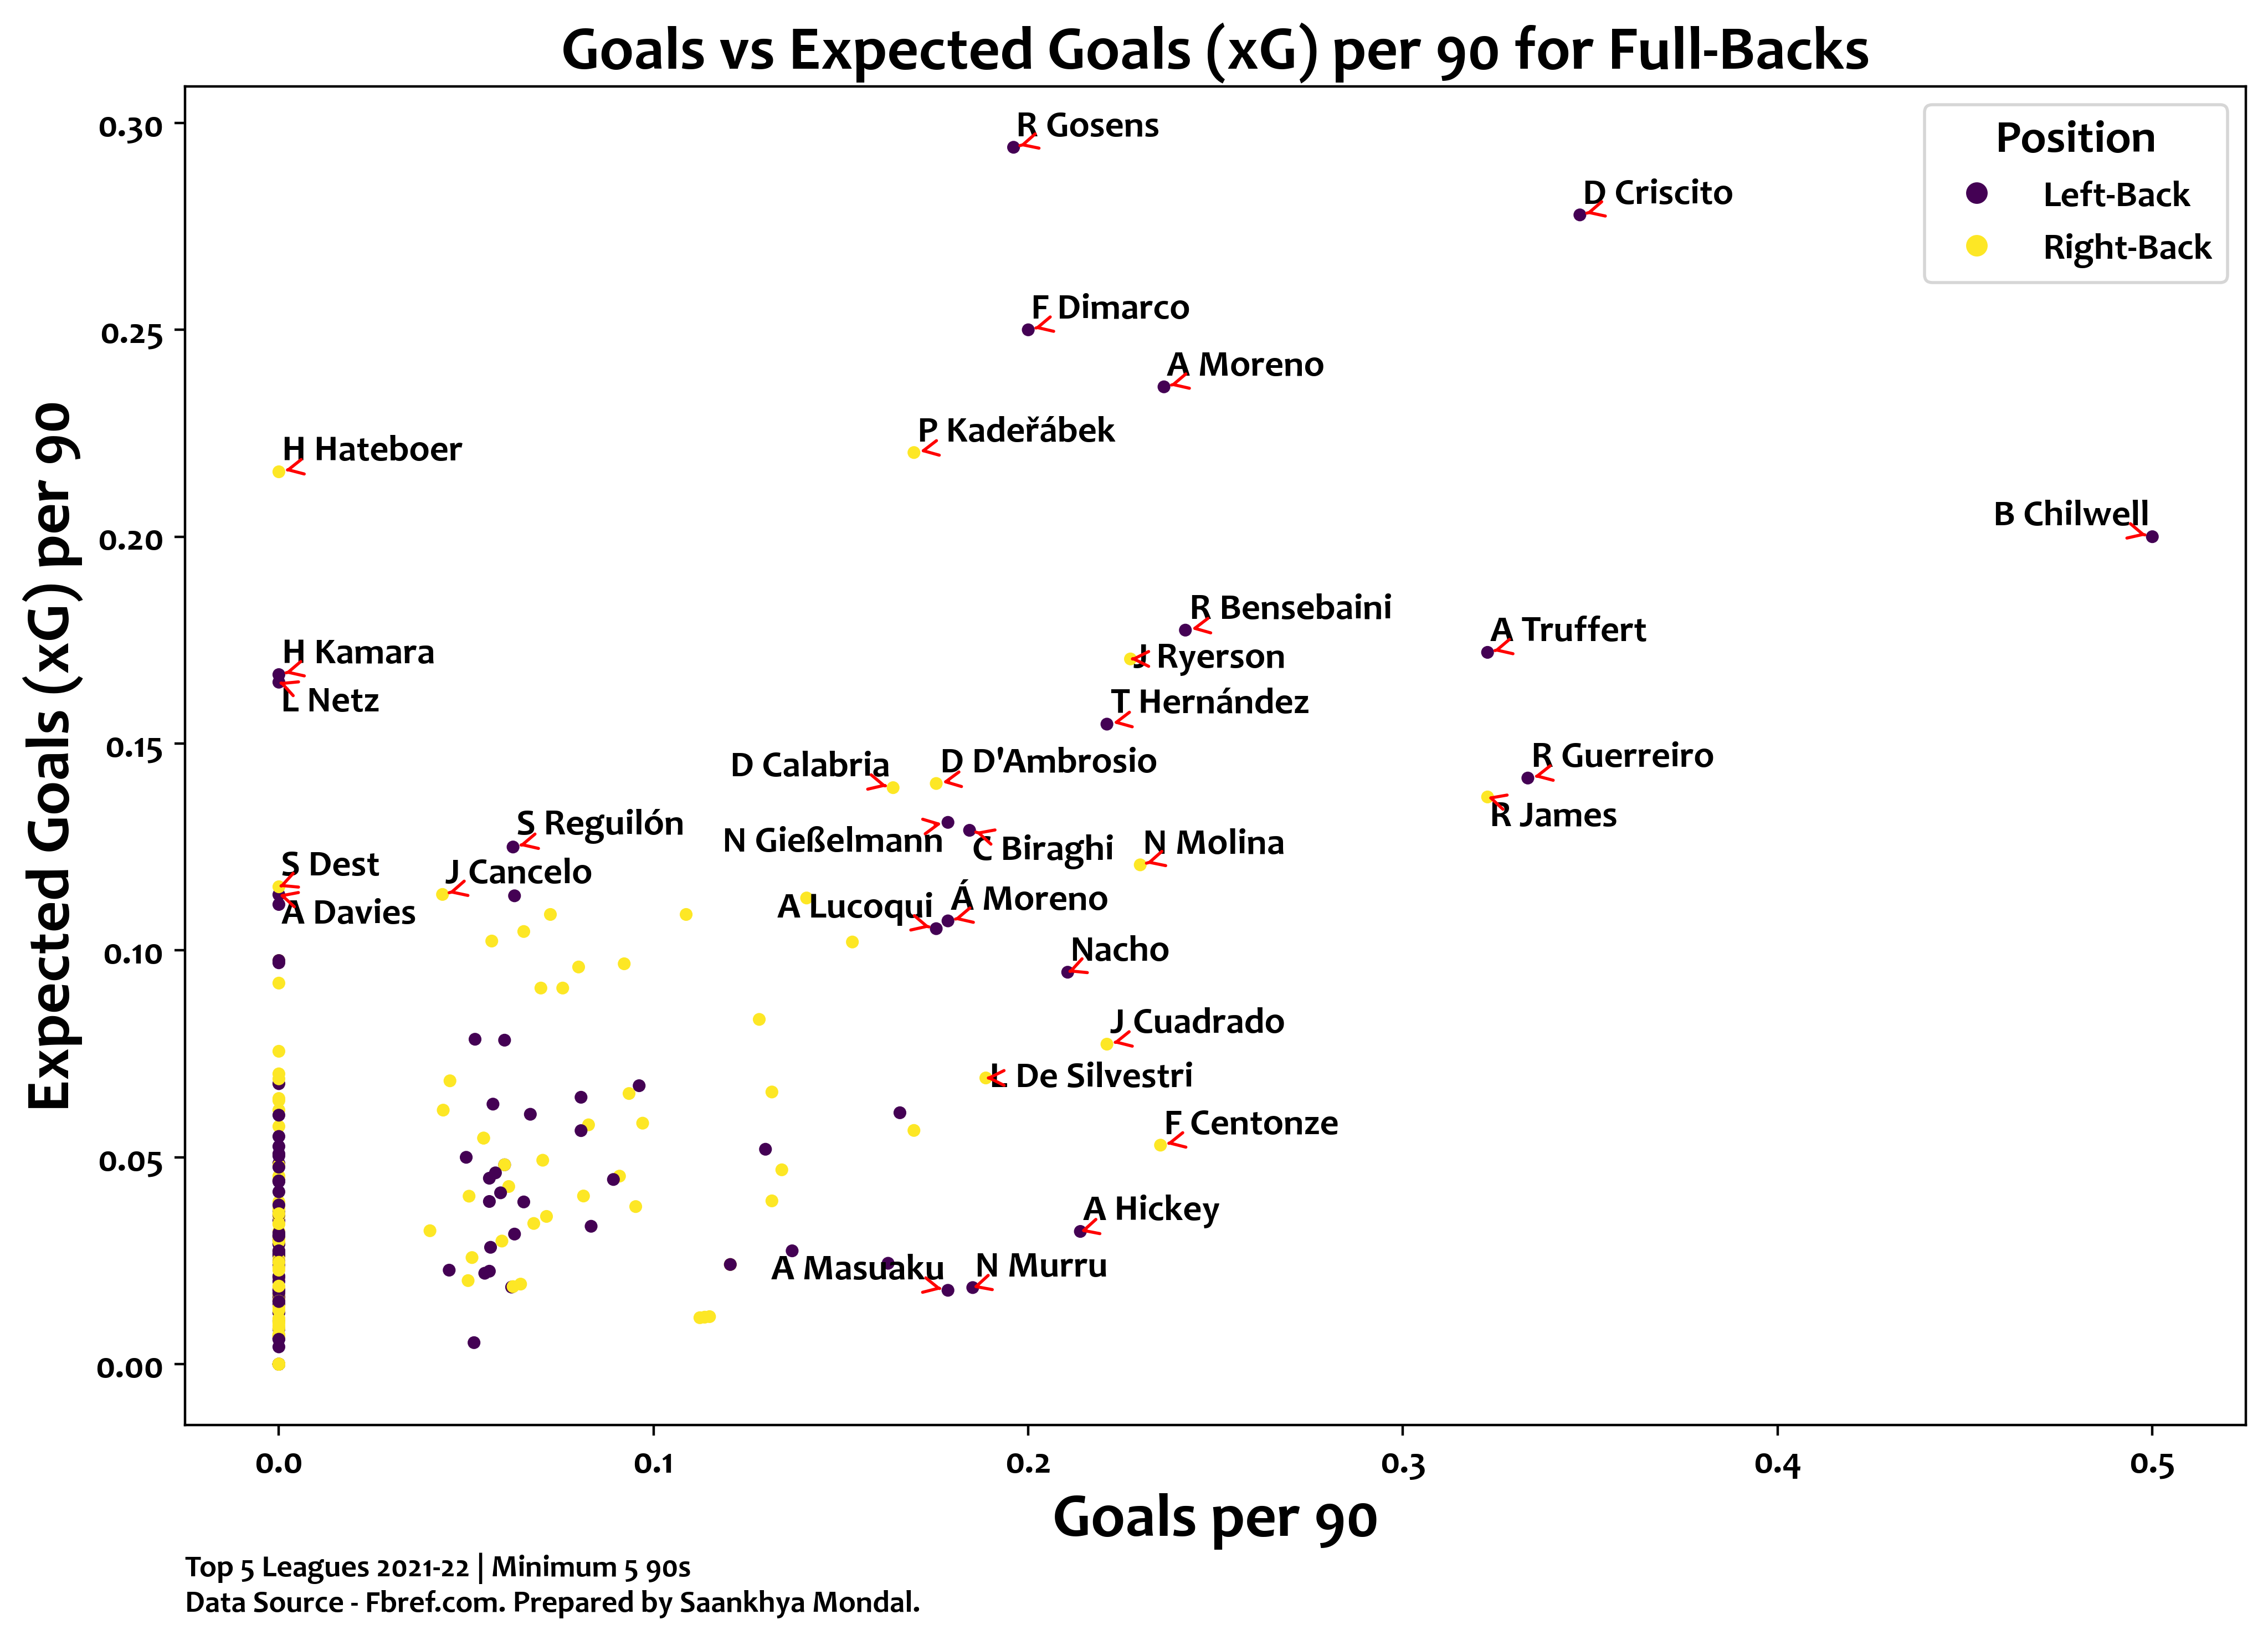 Goals vs Expected Goals (xG) per 90 for Full-Backs
Expected Goals (xG) per 90
0.30
0.25
0.20
0.15
0.10
0.05
0.00
Position
Left-Back
Right-Back
R Gosens
D Criscito
F Dimarco
A Moreno
P Kadeřábek
H Hateboer
B Chilwell
R Bensebaini
A Truffert
H Kamara
J Ryerson
L Netz
T Hernández
R Guerreiro
D Calabria
D D'Ambrosio
R James
S Reguilón
N Gießelmann
C Biraghi
N Molina
S Dest
J Cancelo
A Davies
A Lucoqui
Á Moreno
Nacho
J Cuadrado
L De Silvestri
F Centonze
A Hickey
A Masuaku
N Murru
0.0
0.1
0.2
0.3
0.4
0.5
Goals per 90
Top 5 Leagues 2021-22 | Minimum 5 90s
Data Source - Fbref.com. Prepared by Saankhya Mondal.